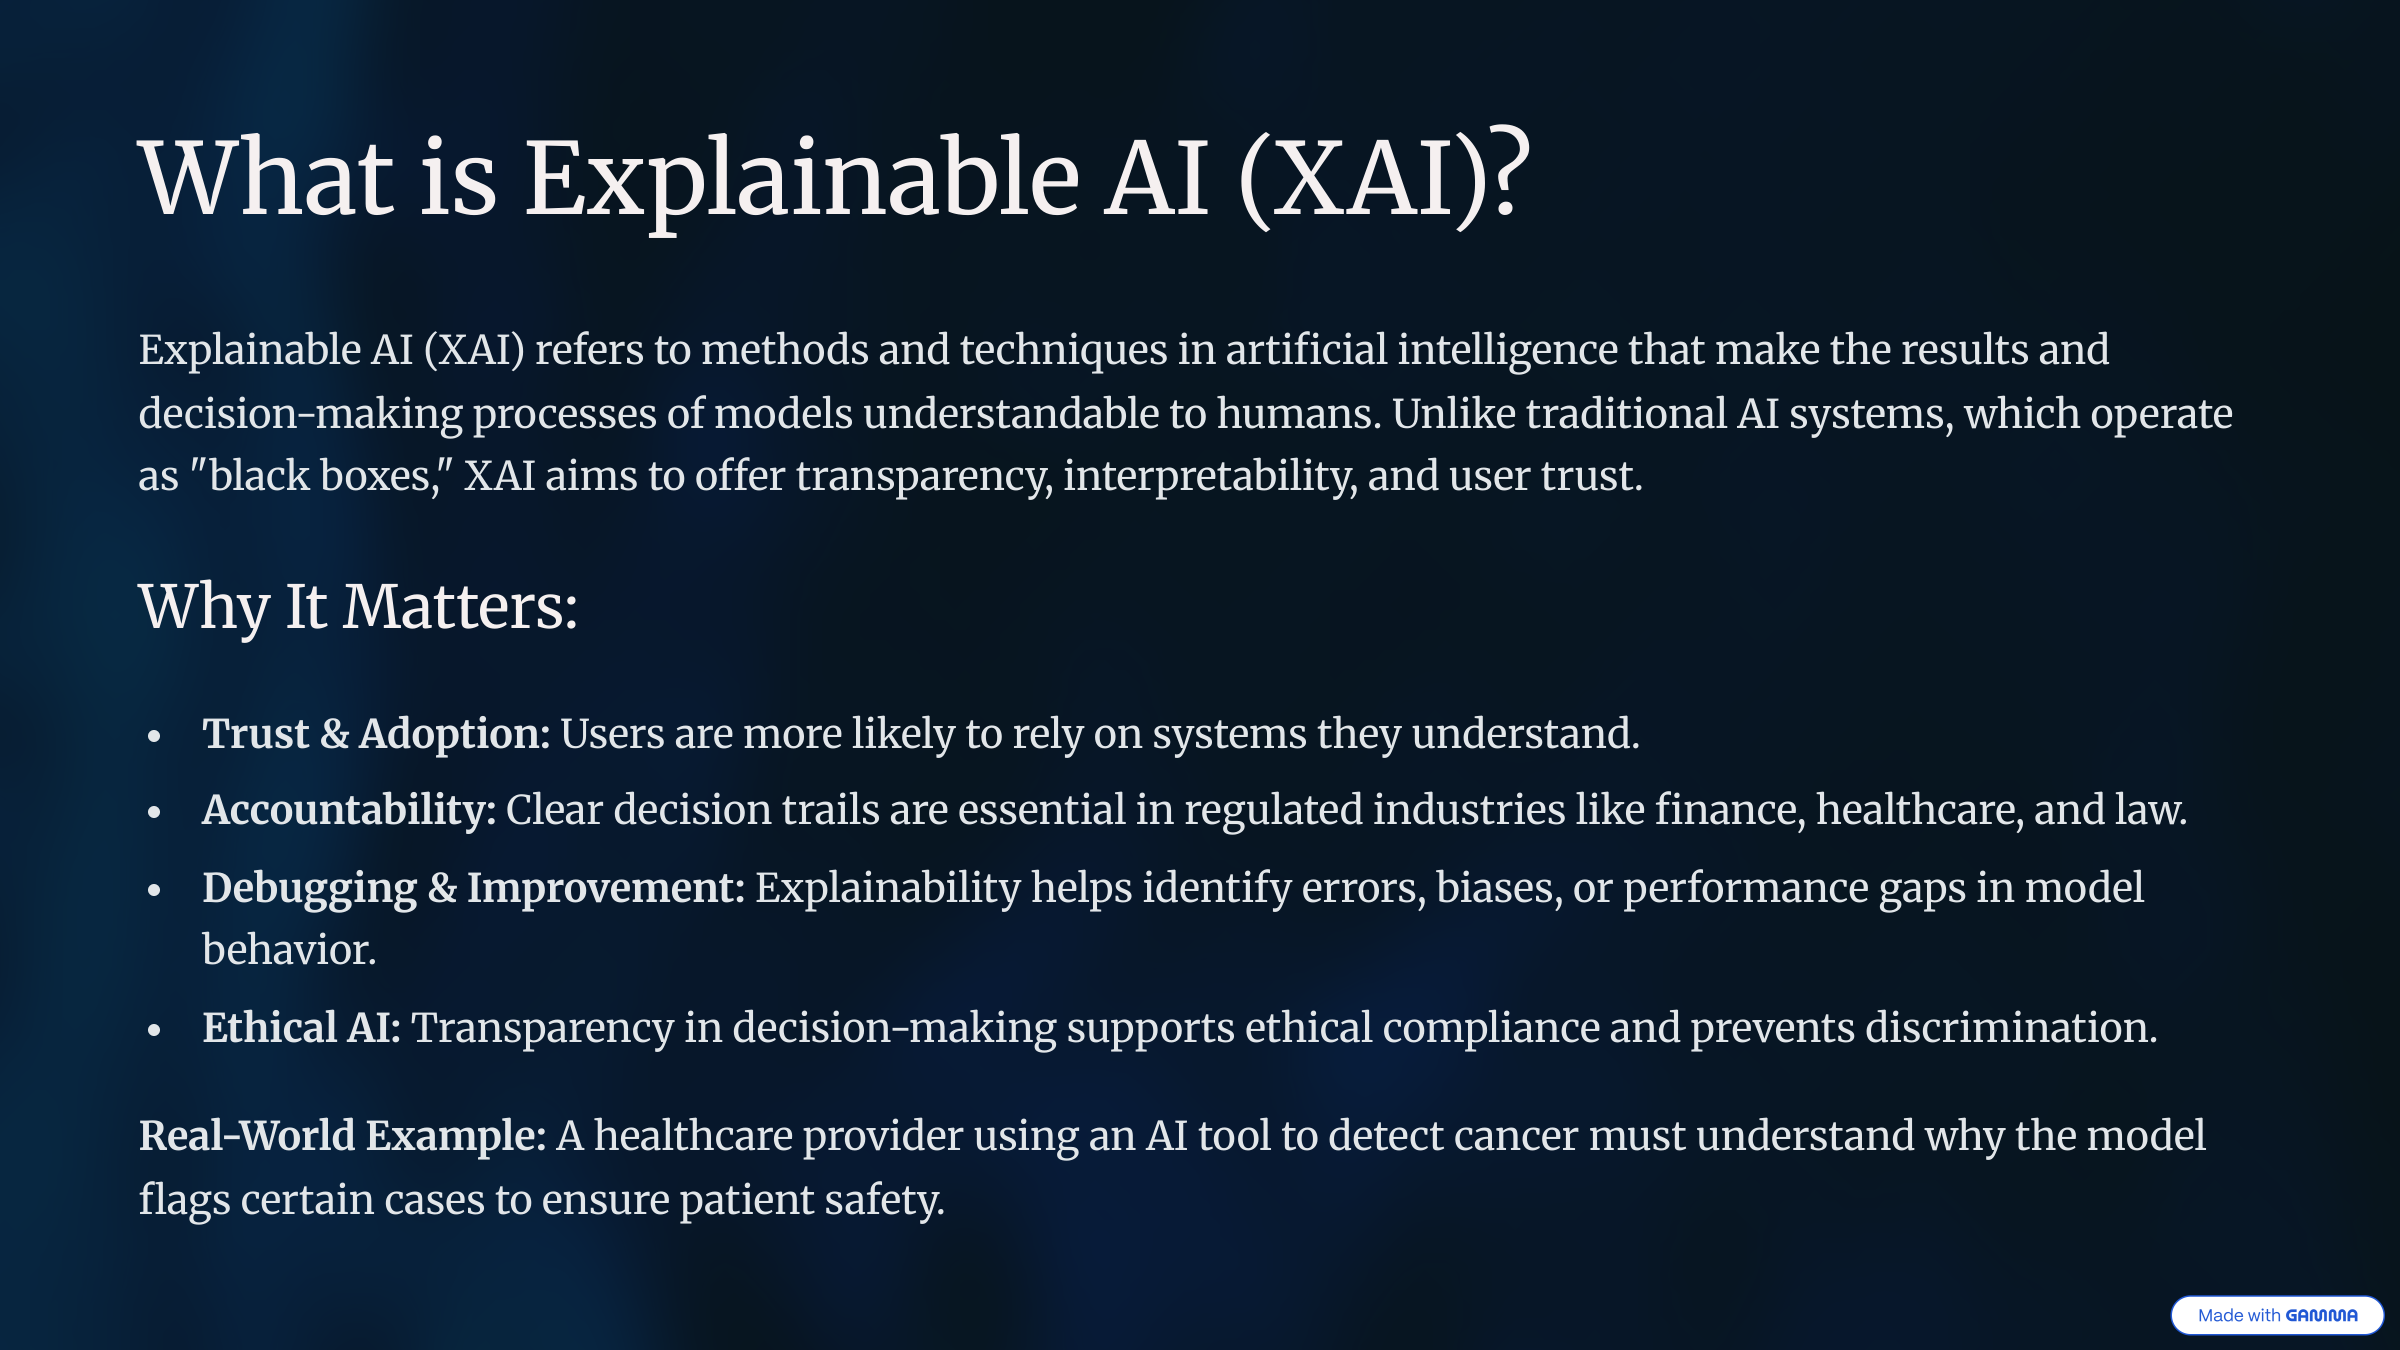 What is Explainable AI (XAI)?
Explainable AI (XAI) refers to methods and techniques in artificial intelligence that make the results and
decision-making processes of models understandable to humans. Unlike traditional AI systems, which operate
as "black boxes," XAI aims to offer transparency, interpretability, and user trust.
Why It Matters:
• Trust & Adoption: Users are more likely to rely on systems they understand.
• Accountability: Clear decision trails are essential in regulated industries like finance, healthcare, and law.
• Debugging & Improvement: Explainability helps identify errors, biases, or performance gaps in model
behavior.
• Ethical AI: Transparency in decision-making supports ethical compliance and prevents discrimination.
Real-World Example: A healthcare provider using an AI tool to detect cancer must understand why the model
flags certain cases to ensure patient safety.
Made with GAMMA